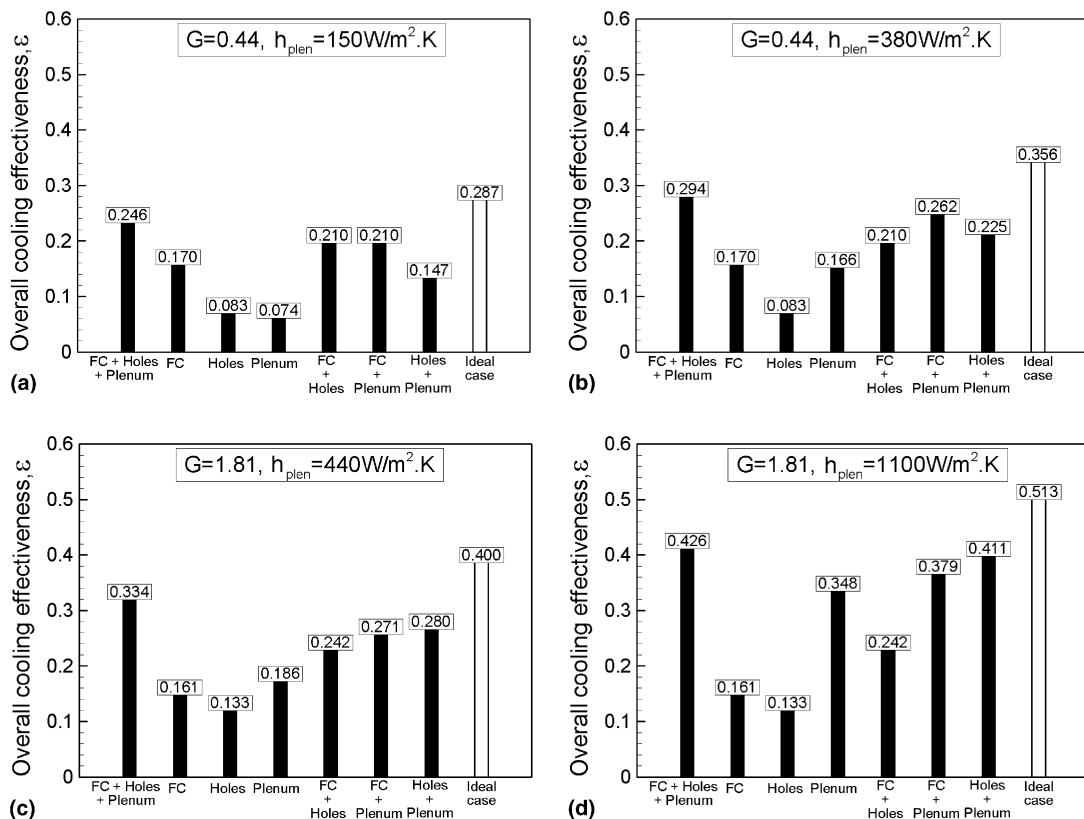 (a)
Overall cooling effectiveness, ε
0.6
0.5
0.4
0.3
0.2
0.1
0
G=0.44, hplen=150W/m².K
0.246
0.170
0.083
0.074
0.210
0.210
0.147
0.287
FC + Holes
+ Plenum
FC
Holes
Plenum
FC
+
Holes
FC
+
Plenum
Holes
+
Plenum
Ideal
case
(b)
Overall cooling effectiveness, ε
0.6
0.5
0.4
0.3
0.2
0.1
0
G=0.44, hplen=380W/m².K
0.294
0.170
0.083
0.166
0.210
0.262
0.225
0.356
FC + Holes
+ Plenum
FC
Holes
Plenum
FC
+
Holes
FC
+
Plenum
Holes
+
Plenum
Ideal
case
(c)
Overall cooling effectiveness, ε
0.6
0.5
0.4
0.3
0.2
0.1
0
G=1.81, hplen=440W/m².K
0.334
0.161
0.133
0.186
0.242
0.271
0.280
0.400
FC + Holes
+ Plenum
FC
Holes
Plenum
FC
+
Holes
FC
+
Plenum
Holes
+
Plenum
Ideal
case
(d)
Overall cooling effectiveness, ε
0.6
0.5
0.4
0.3
0.2
0.1
0
G=1.81, hplen=1100W/m².K
0.426
0.161
0.133
0.348
0.242
0.379
0.411
0.513
FC + Holes
+ Plenum
FC
Holes
Plenum
FC
+
Holes
FC
+
Plenum
Holes
+
Plenum
Ideal
case